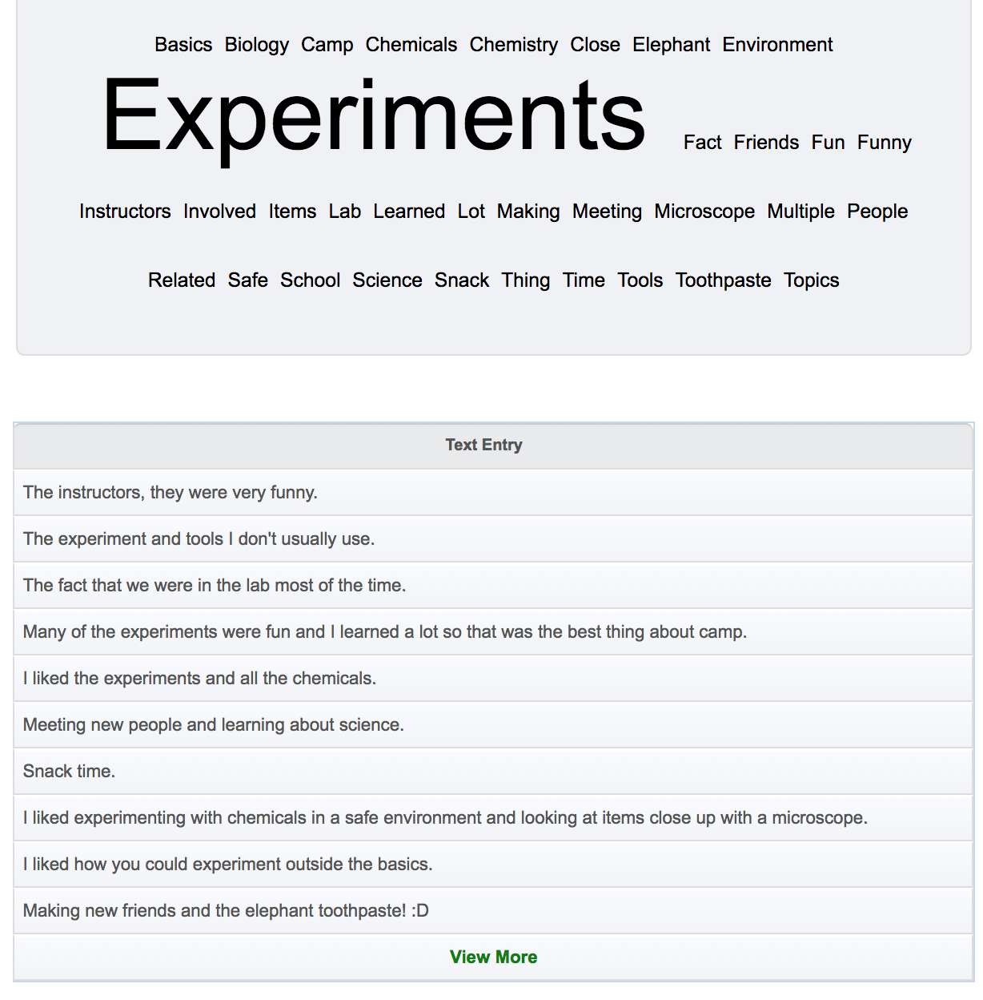 Basics Biology Camp Chemicals Chemistry Close Elephant Environment
Experiments Fact Friends Fun Funny
Instructors Involved Items Lab Learned Lot Making Meeting Microscope Multiple People
Related Safe School Science Snack Thing Time Tools Toothpaste Topics
Text Entry
The instructors, they were very funny.
The experiment and tools I don't usually use.
The fact that we were in the lab most of the time.
Many of the experiments were fun and I learned a lot so that was the best thing about camp.
I liked the experiments and all the chemicals.
Meeting new people and learning about science.
Snack time.
I liked experimenting with chemicals in a safe environment and looking at items close up with a microscope.
I liked how you could experiment outside the basics.
Making new friends and the elephant toothpaste! :D
View More